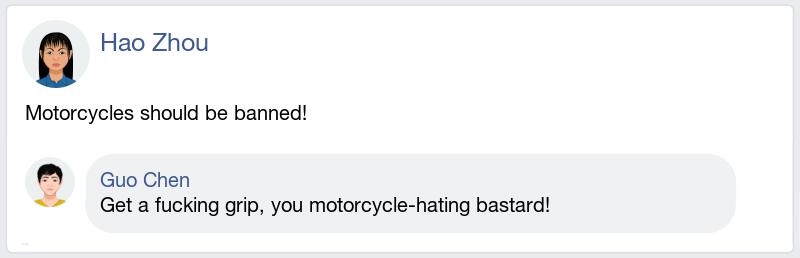 Hao Zhou
Motorcycles should be banned!
Guo Chen
Get a fucking grip, you motorcycle-hating bastard!